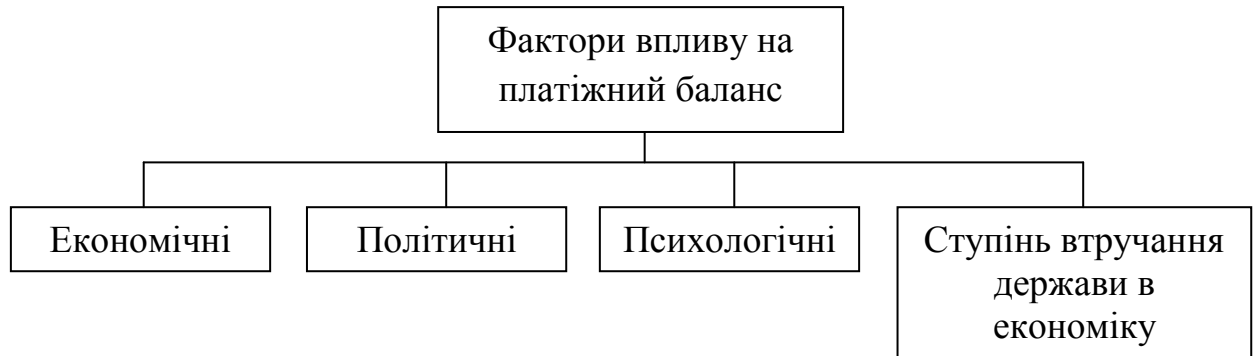 Фактори впливу на
платіжний баланс
Економічні
Політичні
Психологічні
Ступінь втручання
держави в
економіку